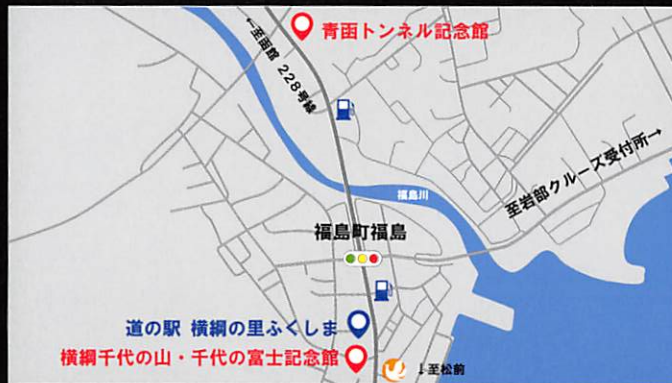 青函トンネル記念館
←至函館 228号線
至岩部クルーズ受付所→
福島川
福島町福島
道の駅 横綱の里ふくしま
横綱千代の山・千代の富士記念館
↓至松前